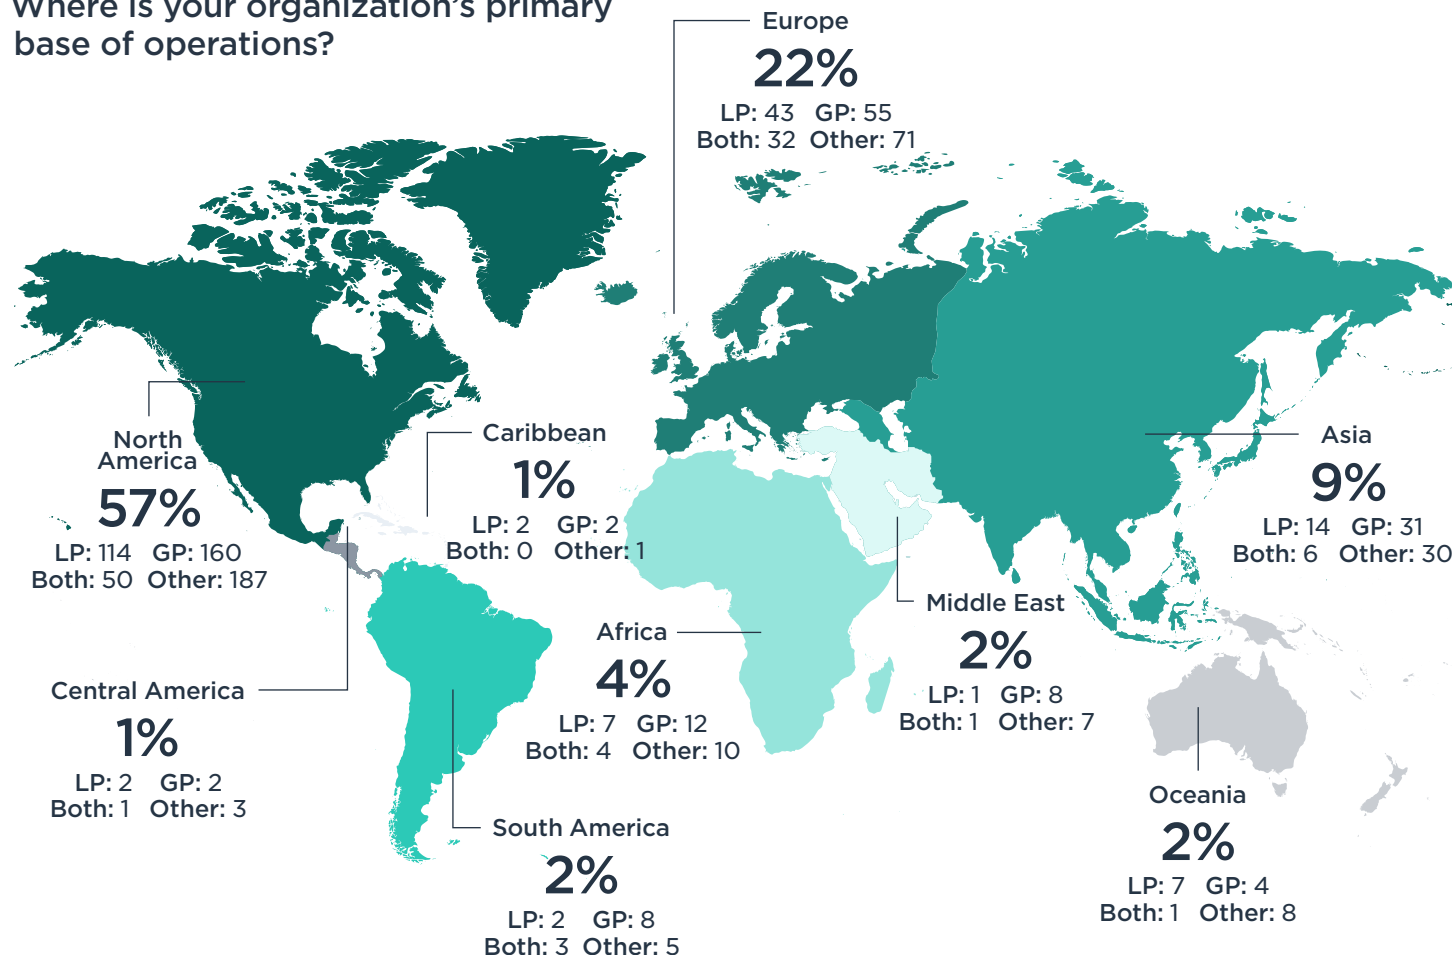 Where is your organization's primary
base of operations?
Europe
22%
LP: 43 GP: 55
Both: 32 Other: 71
North
America
57%
LP: 114 GP: 160
Both: 50 Other: 187
Caribbean
1%
LP: 2 GP: 2
Both: 0 Other: 1
Asia
9%
LP: 14 GP: 31
Both: 6 Other: 30
Middle East
2%
LP: 1 GP: 8
Both: 1 Other: 7
Africa
4%
LP: 7 GP: 12
Both: 4 Other: 10
Central America
1%
LP: 2 GP: 2
Both: 1 Other: 3
South America
2%
LP: 2 GP: 8
Both: 3 Other: 5
Oceania
2%
LP: 7 GP: 4
Both: 1 Other: 8